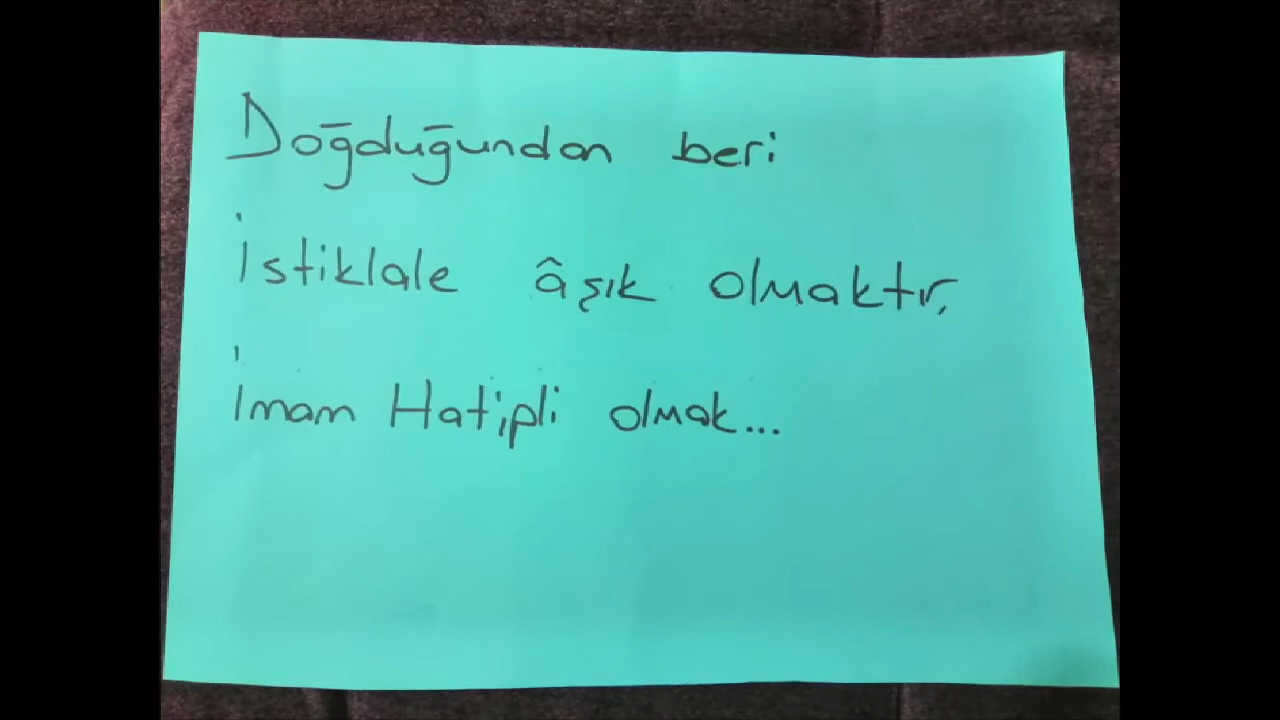 Doğduğundan beri
İstiklale âşık olmaktır,
İmam Hatipli olmak...